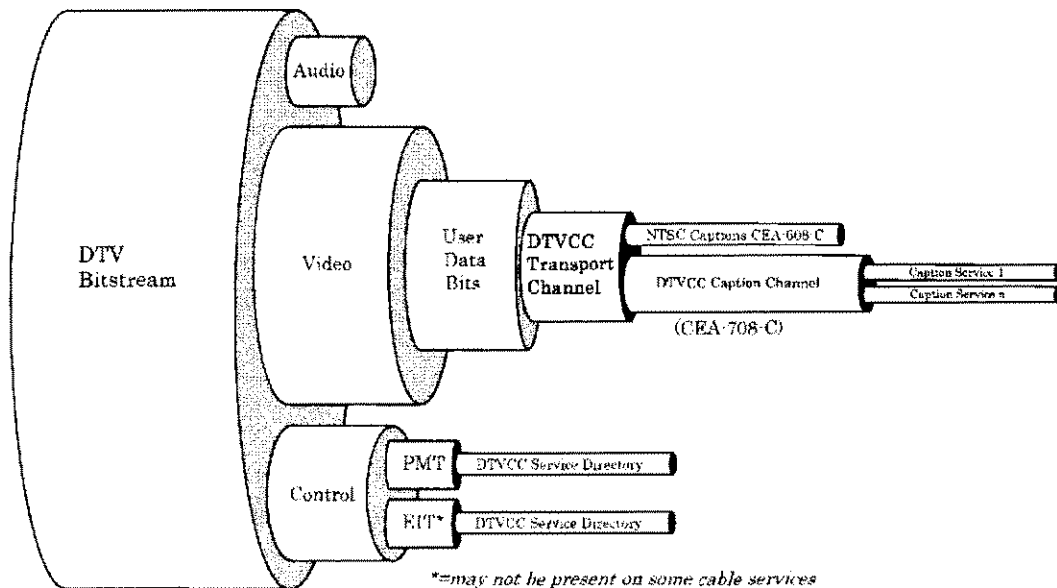 Audio
DTV
Bitstream
Video
User
Data
Bits
DTVCC
Transport
Channel
NTSC Captions CEA-608-C
DTVCC Caption Channel
(CEA-708-C)
Caption Service 1
Caption Service n
Control
PMT
DTVCC Service Directory
EIT*
DTVCC Service Directory
*=may not be present on some cable services